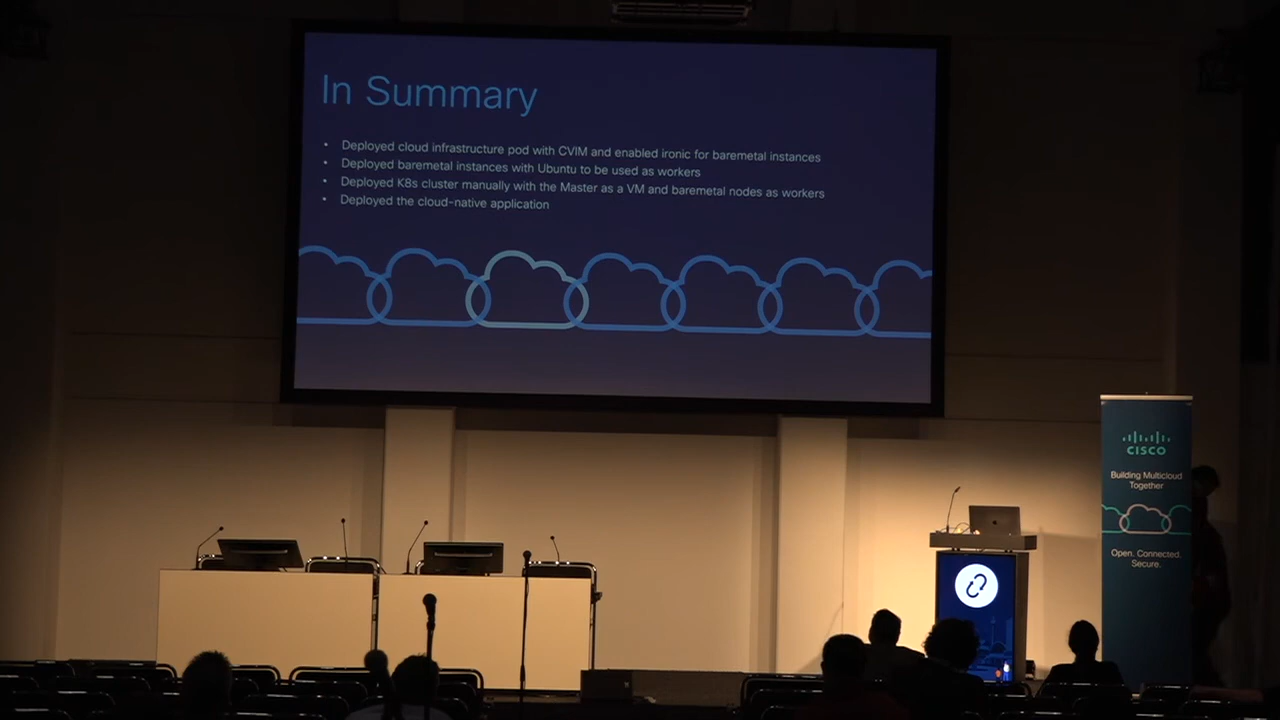 In Summary
• Deployed cloud infrastructure pod with CVIM and enabled ironic for baremetal instances
• Deployed baremetal instances with Ubuntu to be used as workers
• Deployed K8s cluster manually with the Master as a VM and baremetal nodes as workers
• Deployed the cloud-native application
CISCO
Building Multicloud
Together
Open. Connected.
Secure.